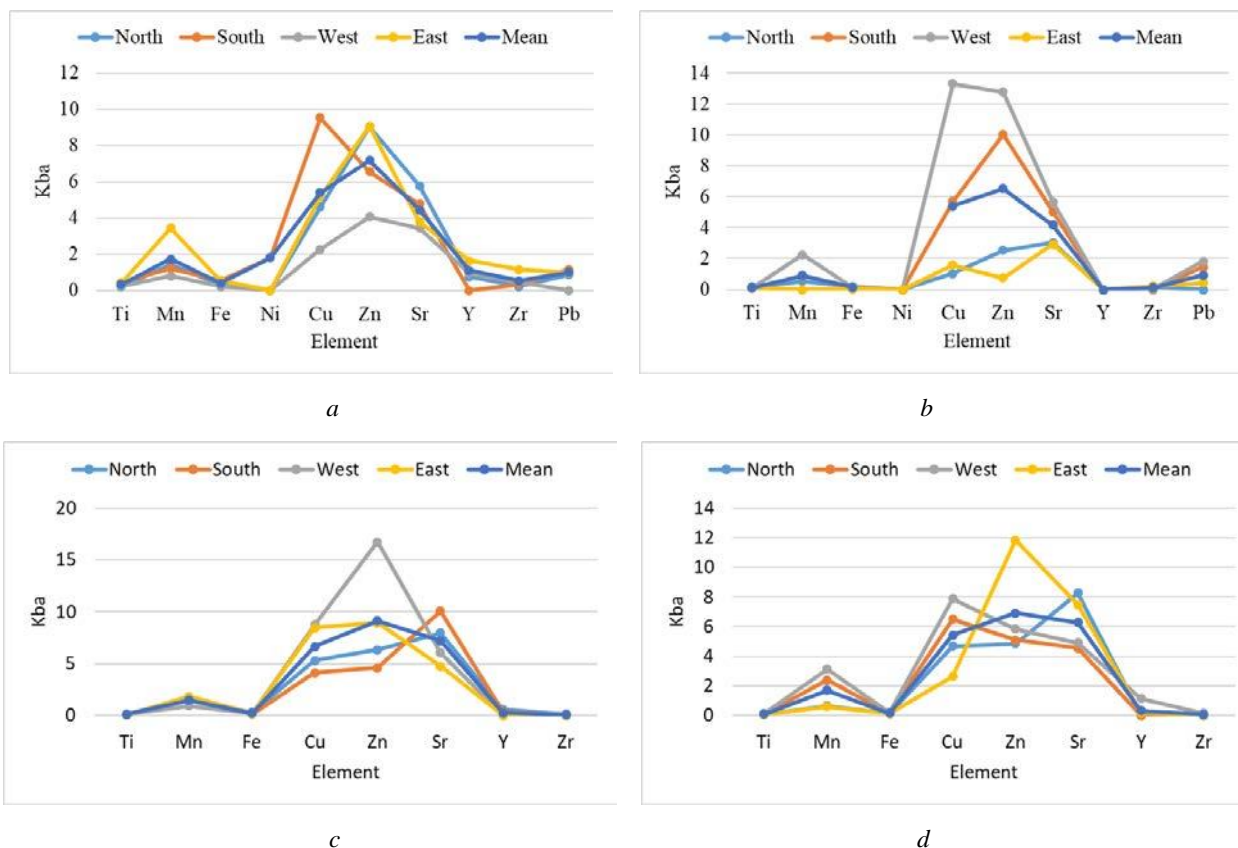 North South West East Mean
12
10
8
6
4
2
0
Kba
Ti Mn Fe Ni Cu Zn Sr Y Zr Pb
Element
a
North South West East Mean
14
12
10
8
6
4
2
0
Kba
Ti Mn Fe Ni Cu Zn Sr Y Zr Pb
Element
b
North South West East Mean
20
15
10
5
0
Kba
Ti Mn Fe Cu Zn Sr Y Zr
Element
c
North South West East Mean
14
12
10
8
6
4
2
0
Kba
Ti Mn Fe Cu Zn Sr Y Zr
Element
d